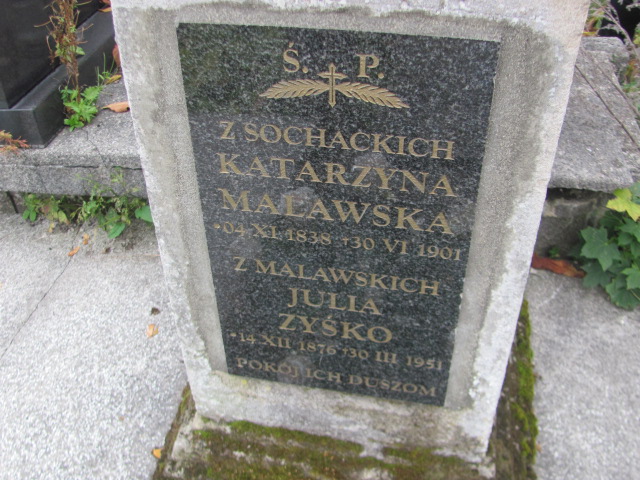 Ś. P.
Z SOCHACKICH
KATARZYNA
MALAWSKA
*04 XI 1838 +30 VI 1901
Z MALAWSKICH
JULIA
ZYŚKO
*14 XII 1876 +30 III 1951
POKÓJ ICH DUSZOM